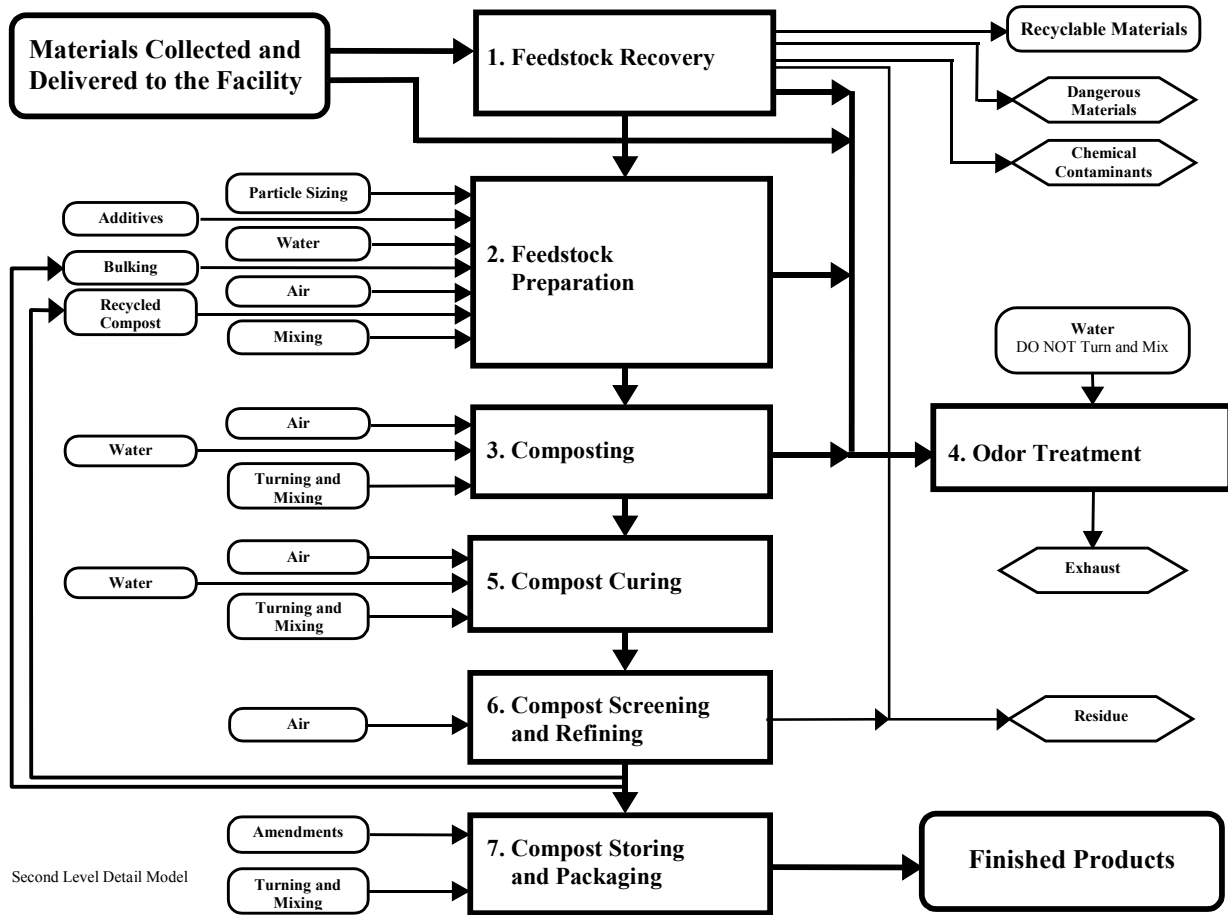 Materials Collected and
Delivered to the Facility
1. Feedstock Recovery
Recyclable Materials
Dangerous
Materials
Chemical
Contaminants
Particle Sizing
Additives
Water
Bulking
Air
Recycled
Compost
Mixing
2. Feedstock
Preparation
Water
DO NOT Turn and Mix
Air
Water
Turning and
Mixing
3. Composting
4. Odor Treatment
Exhaust
Air
Water
Turning and
Mixing
5. Compost Curing
Air
6. Compost Screening
and Refining
Residue
Amendments
Turning and
Mixing
7. Compost Storing
and Packaging
Finished Products
Second Level Detail Model